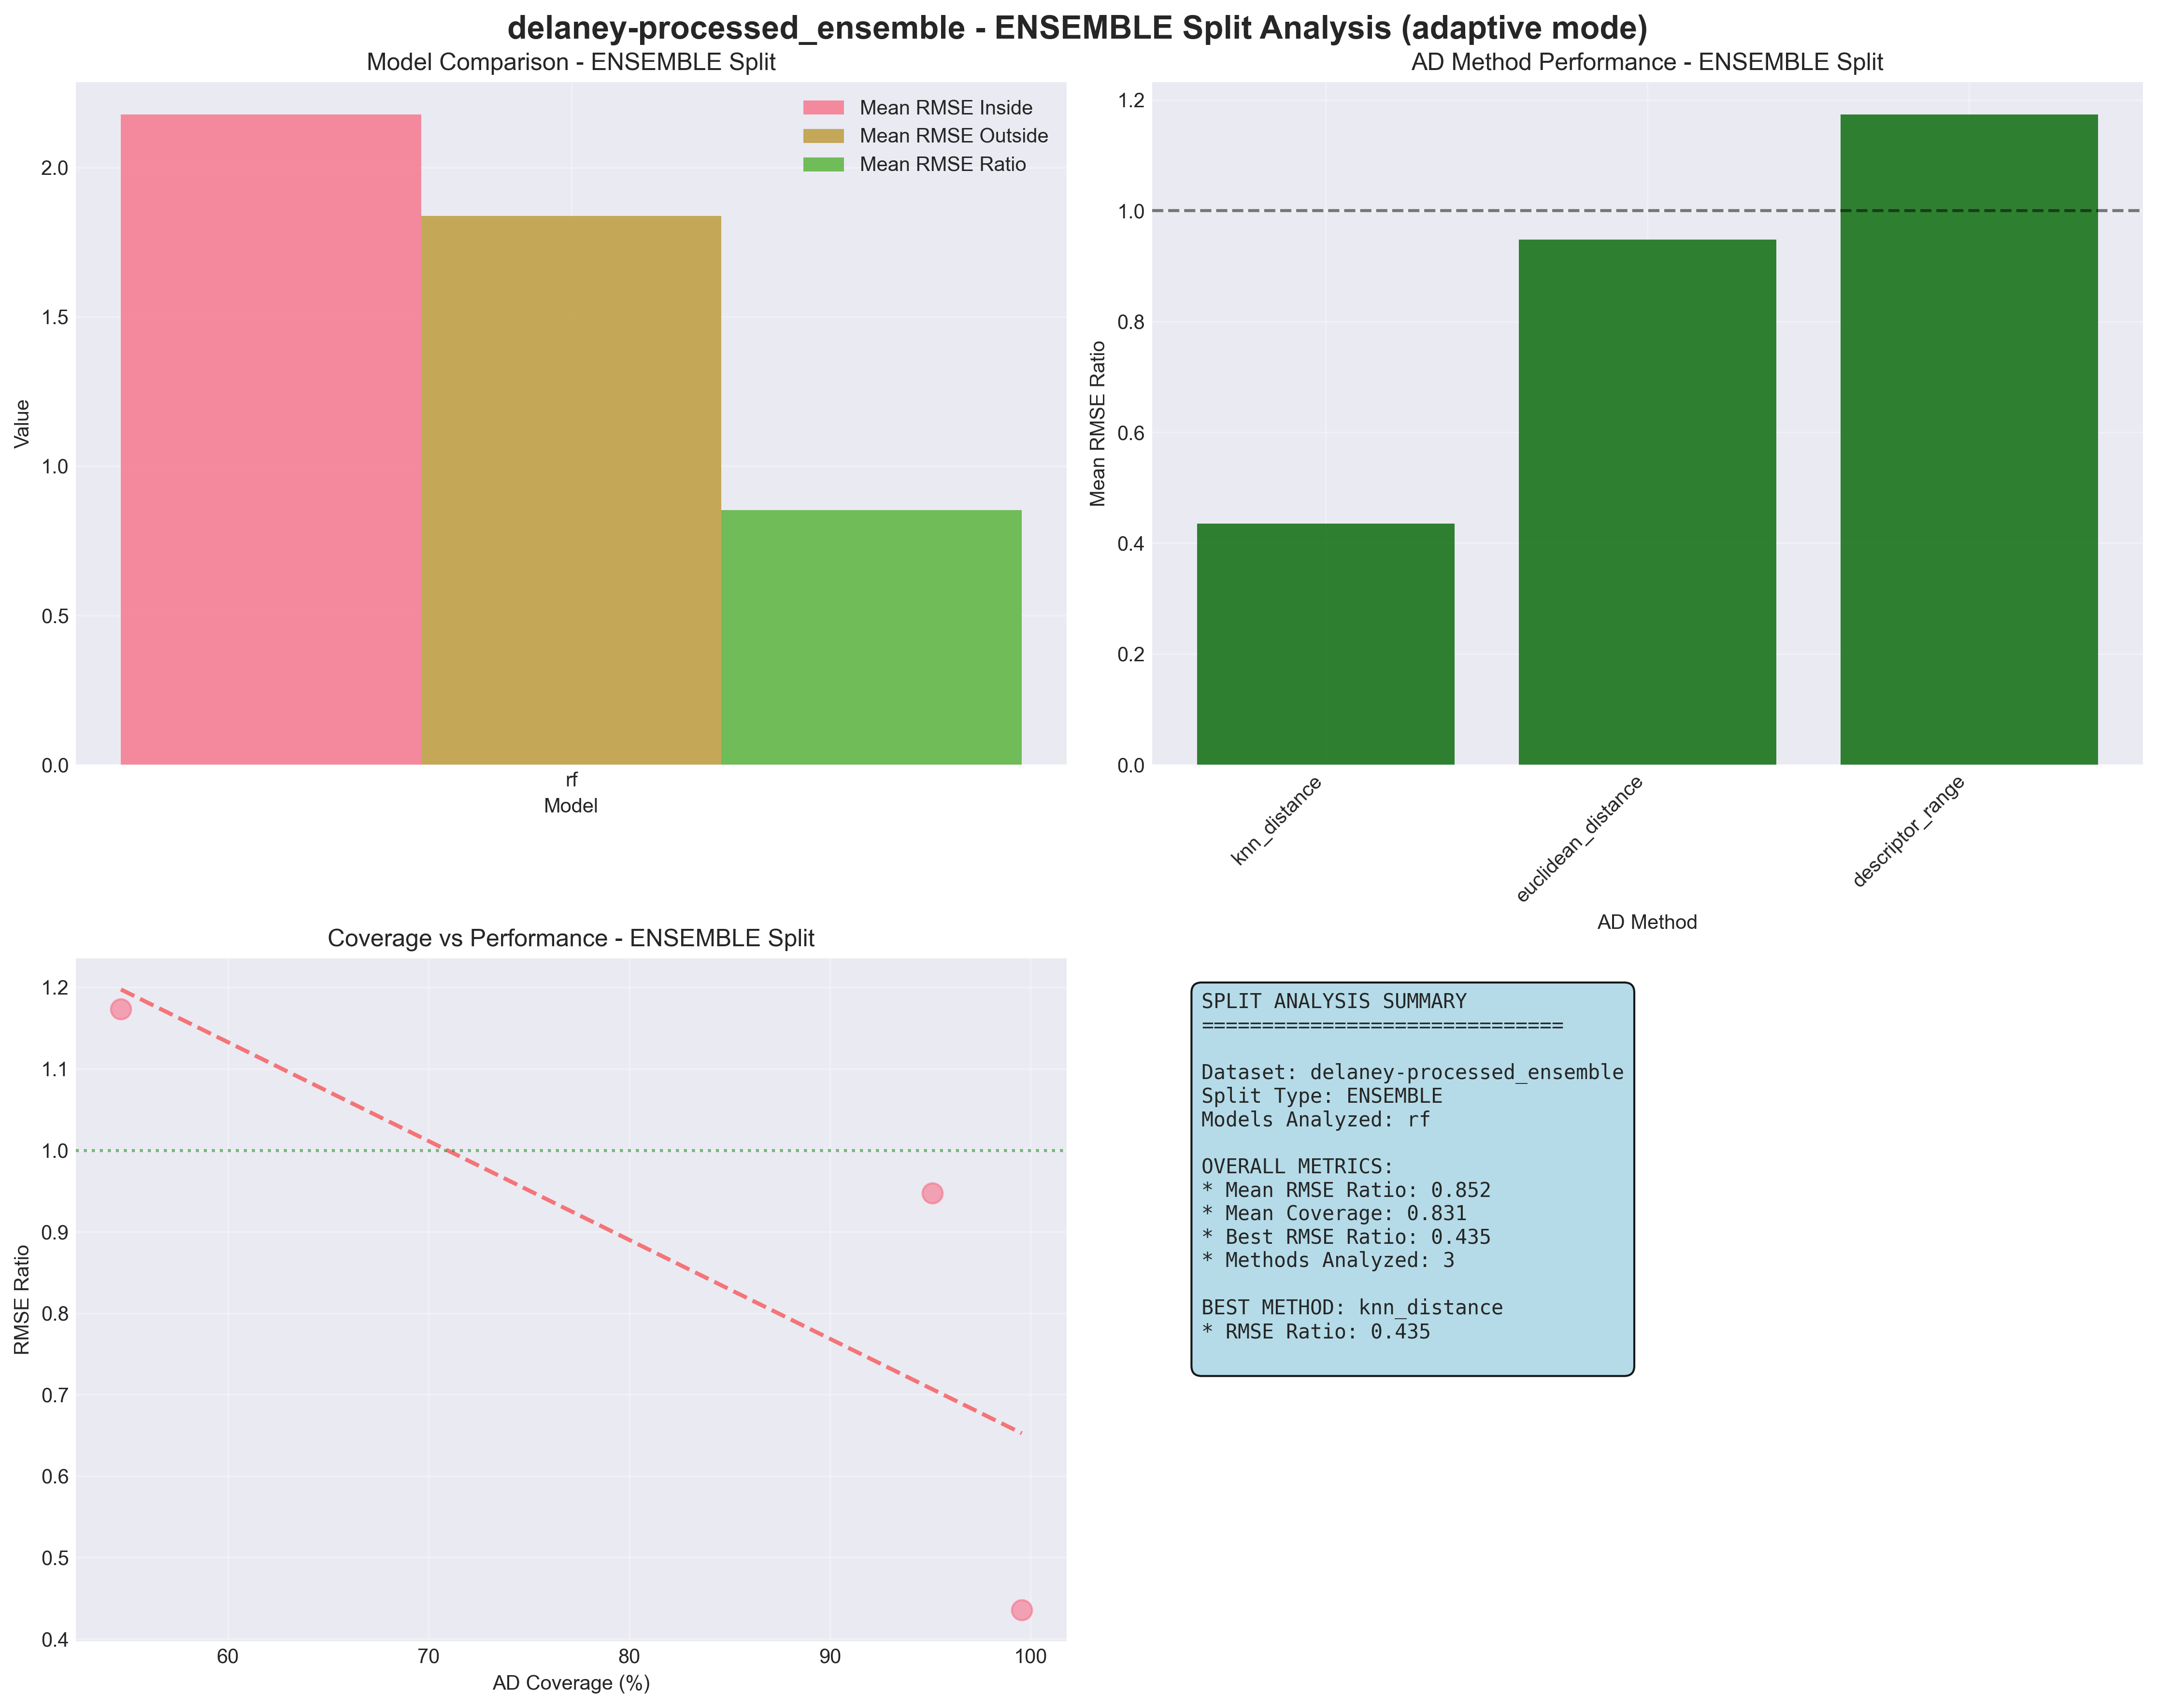 delaney-processed_ensemble - ENSEMBLE Split Analysis (adaptive mode)
Model Comparison - ENSEMBLE Split
Mean RMSE Inside
Mean RMSE Outside
Mean RMSE Ratio
Value
2.0
1.5
1.0
0.5
0.0
rf
Model
AD Method Performance - ENSEMBLE Split
Mean RMSE Ratio
1.2
1.0
0.8
0.6
0.4
0.2
0.0
knn_distance
euclidean_distance
descriptor_range
AD Method
Coverage vs Performance - ENSEMBLE Split
RMSE Ratio
1.2
1.1
1.0
0.9
0.8
0.7
0.6
0.5
0.4
60 70 80 90 100
AD Coverage (%)
SPLIT ANALYSIS SUMMARY
==============================
Dataset: delaney-processed_ensemble
Split Type: ENSEMBLE
Models Analyzed: rf
OVERALL METRICS:
* Mean RMSE Ratio: 0.852
* Mean Coverage: 0.831
* Best RMSE Ratio: 0.435
* Methods Analyzed: 3
BEST METHOD: knn_distance
* RMSE Ratio: 0.435